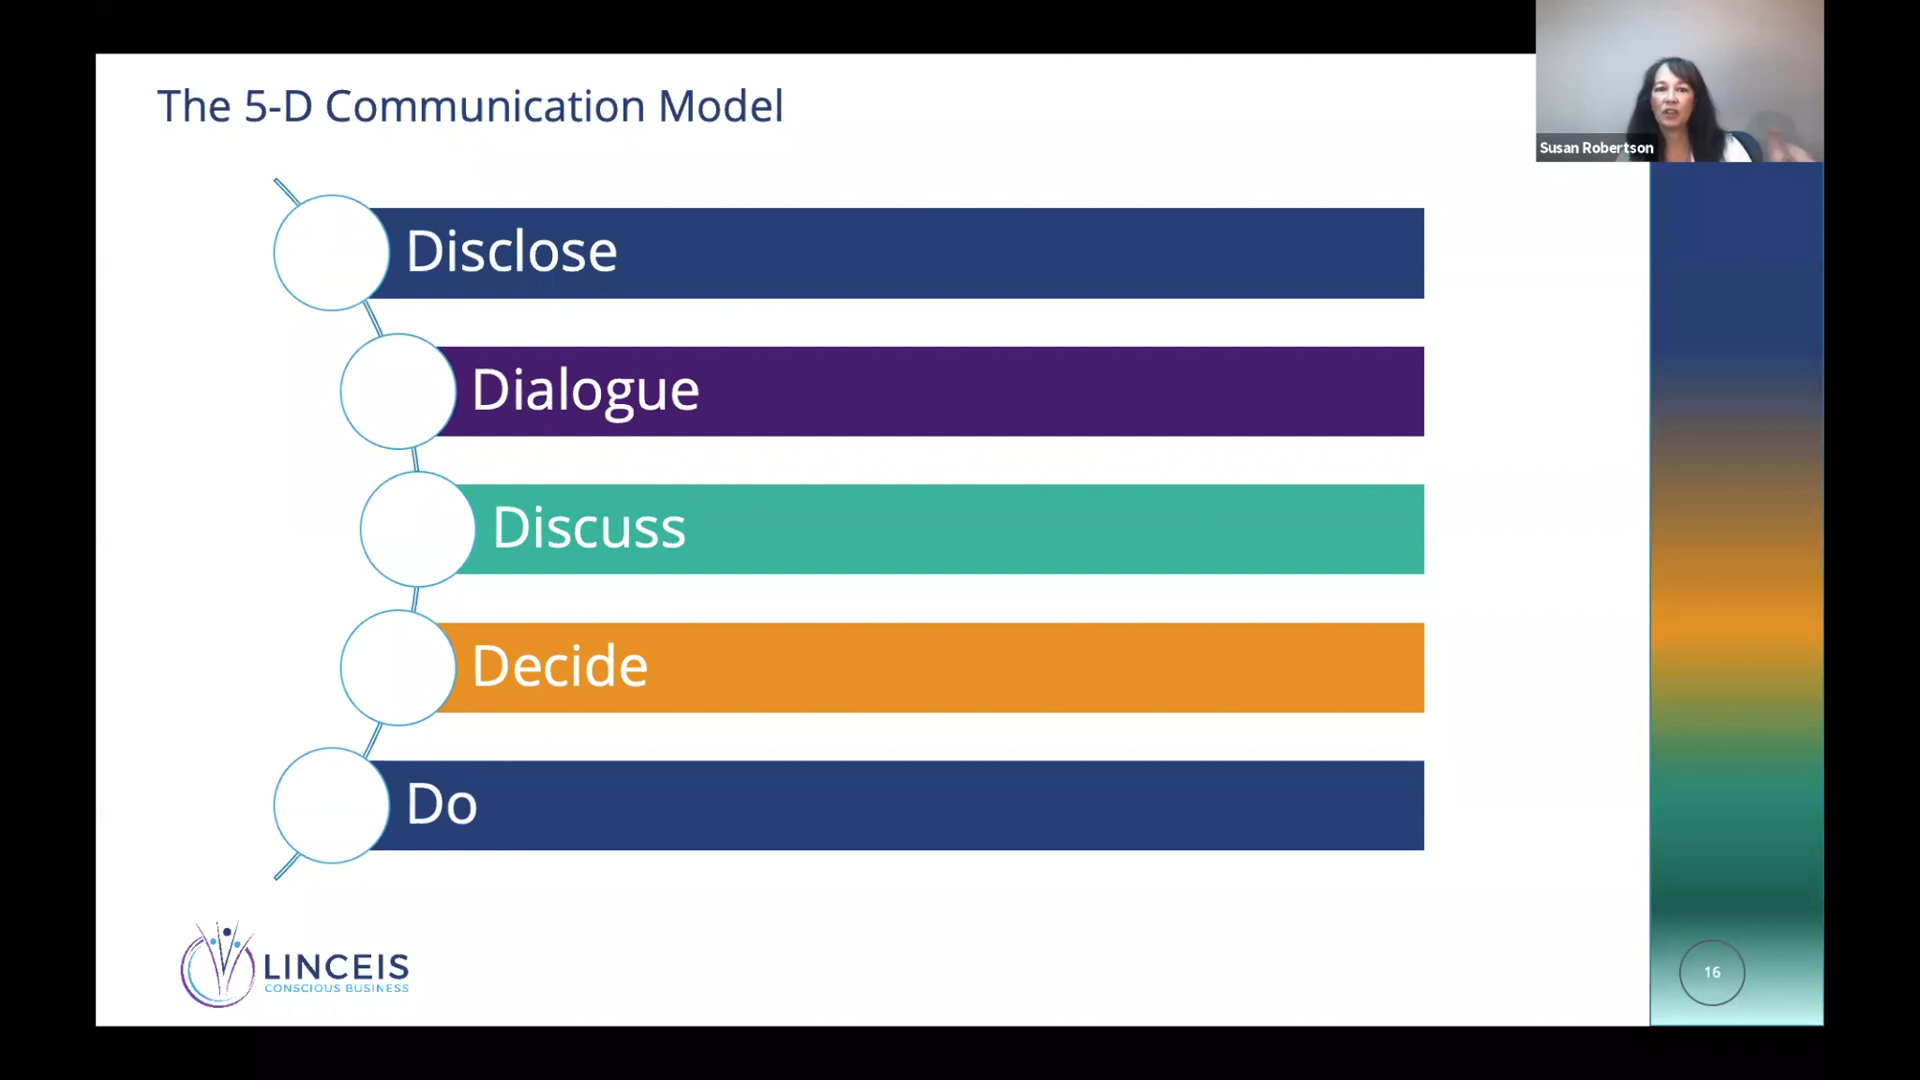 The 5-D Communication Model
Susan Robertson
Disclose
Dialogue
Discuss
Decide
Do
LINCEIS
CONSCIOUS BUSINESS
16